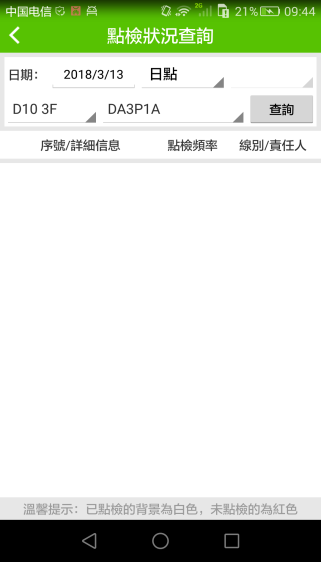 中国电信 2G 21% 09:44
點檢狀況查詢
日期： 2018/3/13 日點
D10 3F DA3P1A 查詢
序號/詳細信息 點檢頻率 線別/責任人
溫馨提示：已點檢的背景為白色，未點檢的為紅色